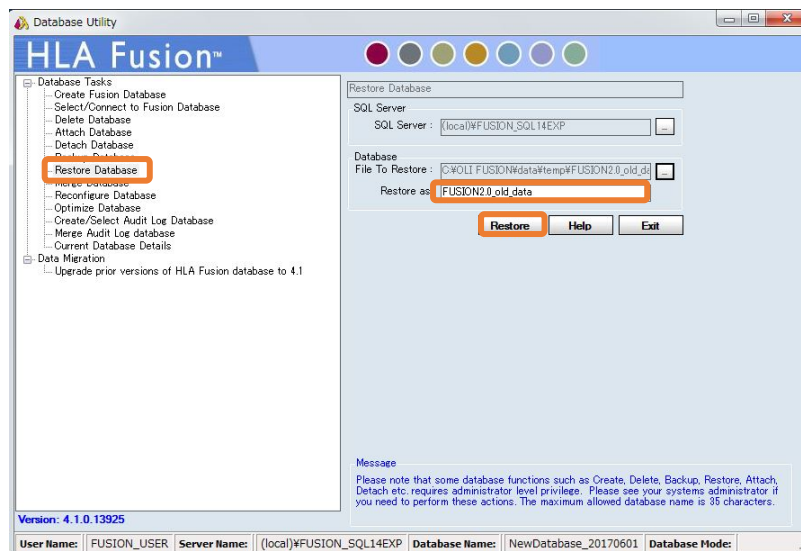 Database Utility
HLA Fusion™
Database Tasks
Create Fusion Database
Select/Connect to Fusion Database
Delete Database
Attach Database
Detach Database
Backup Database
Restore Database
Merge Database
Reconfigure Database
Optimize Database
Create/Select Audit Log Database
Merge Audit Log database
Current Database Details
Data Migration
Upgrade prior versions of HLA Fusion database to 4.1
Version: 4.1.0.13925
Restore Database
SQL Server
SQL Server : (local)¥FUSION_SQL14EXP ...
Database
File To Restore : C:¥OLI FUSION¥data¥temp¥FUSION2.0_old_da ...
Restore as FUSION2.0_old_data
Restore Help Exit
Message
Please note that some database functions such as Create, Delete, Backup, Restore, Attach,
Detach etc. requires administrator level privilege. Please see your systems administrator if
you need to perform these actions. The maximum allowed database name is 35 characters.
User Name: FUSION_USER Server Name: (local)¥FUSION_SQL14EXP Database Name: NewDatabase_20170601 Database Mode: